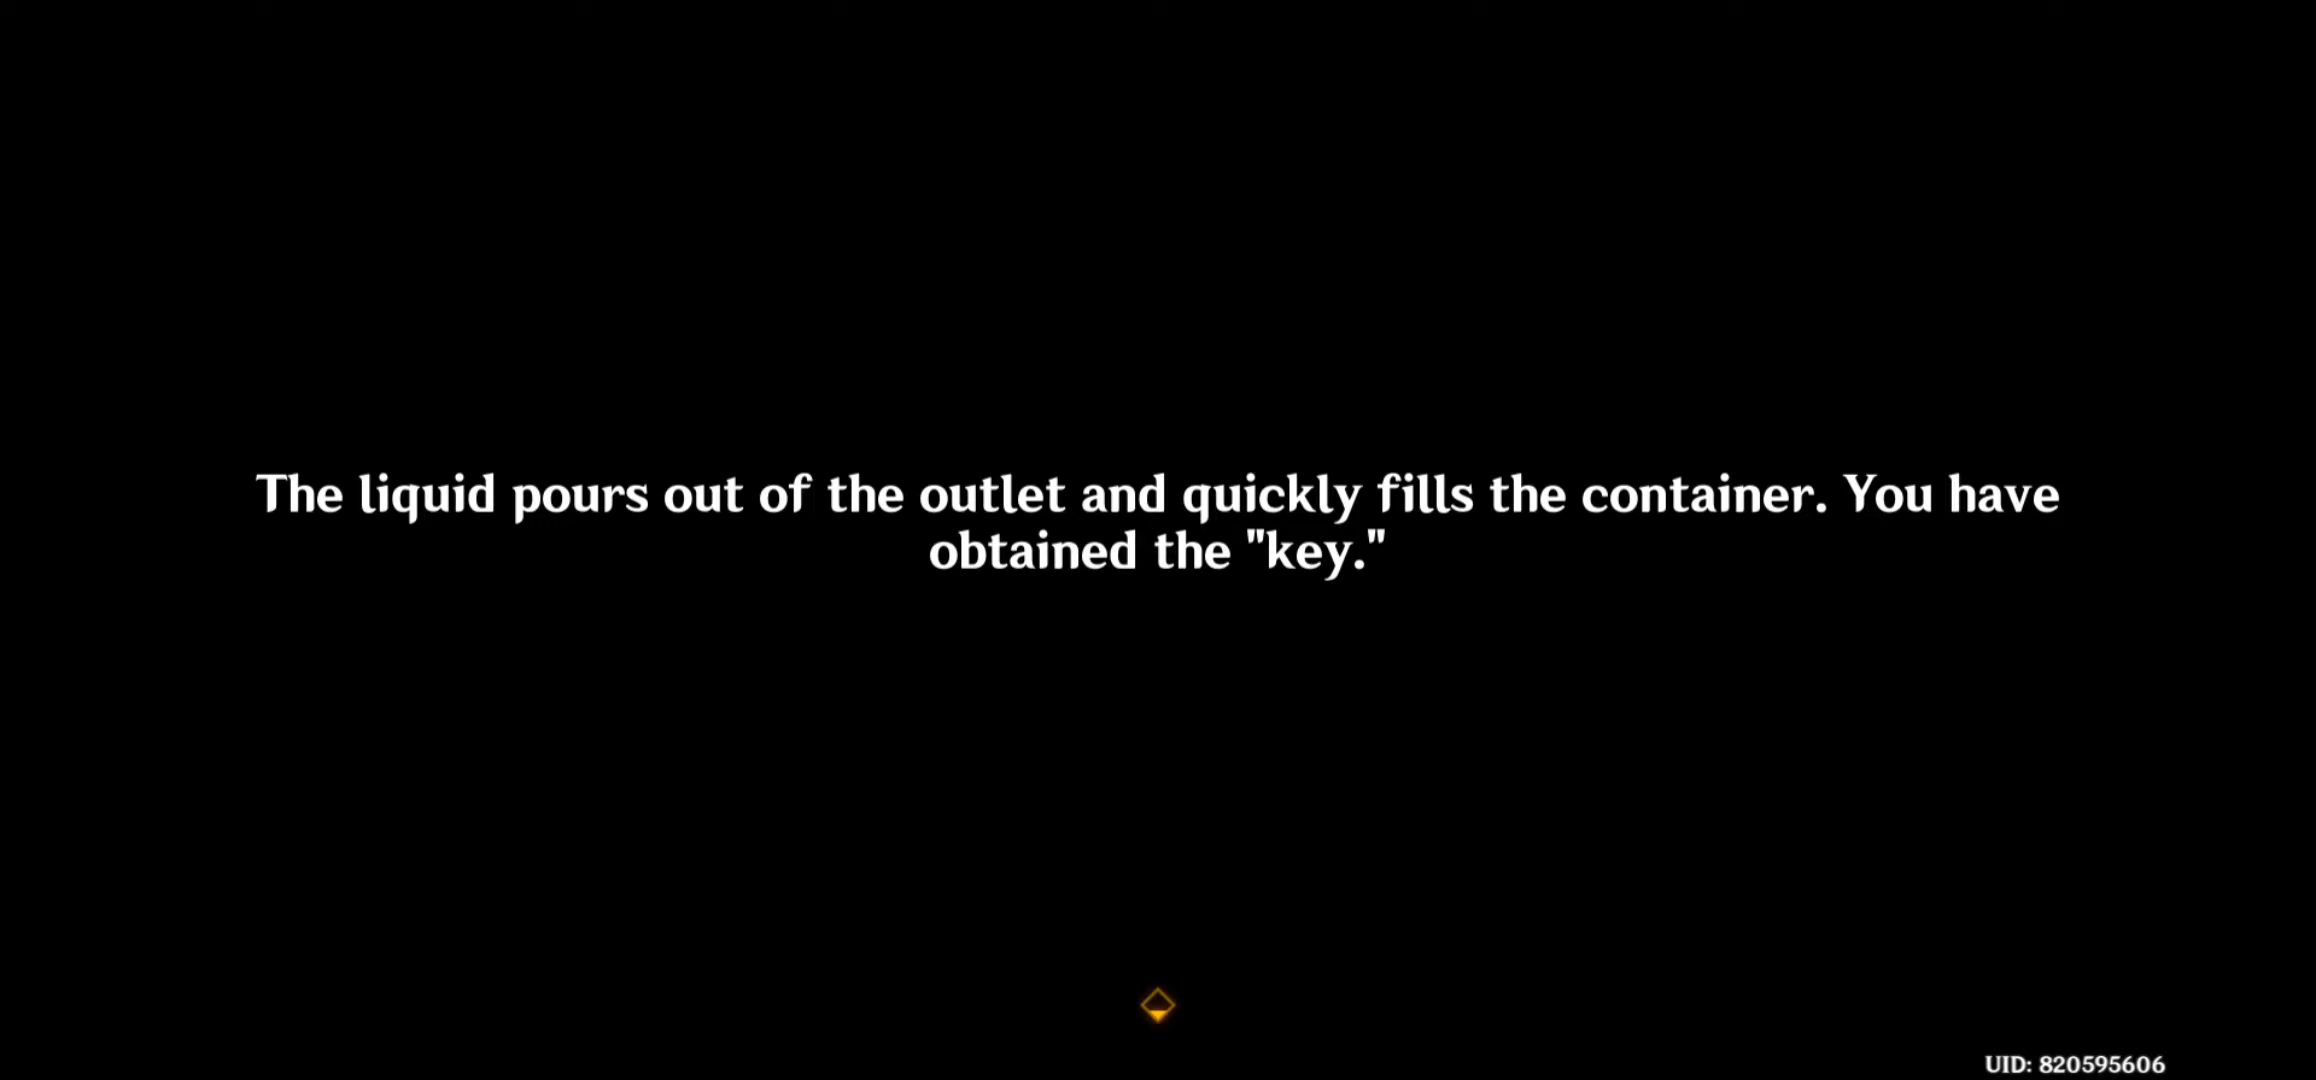 The liquid pours out of the outlet and quickly fills the container. You have
obtained the "key."
UID: 820595606